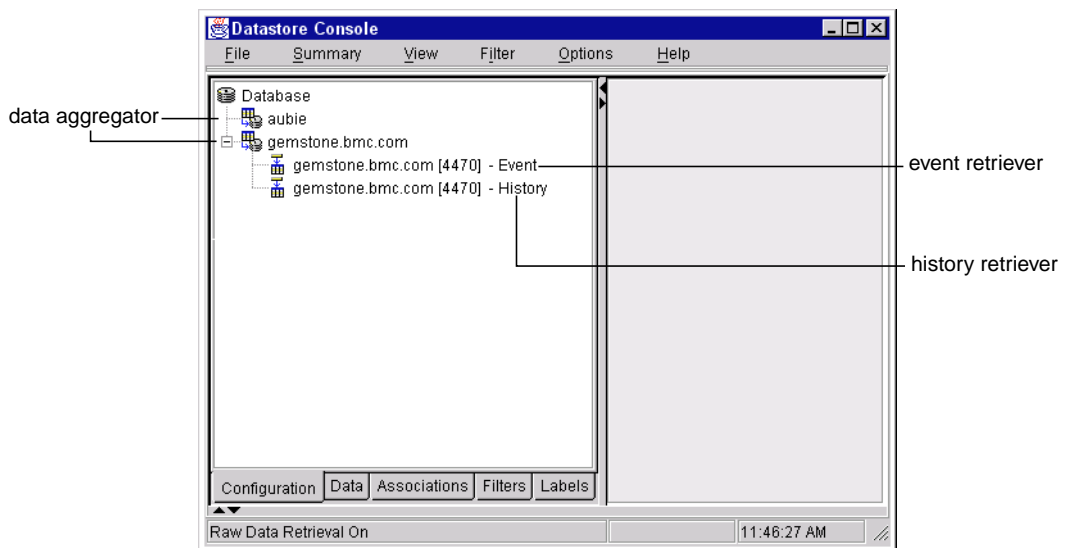 Datastore Console
File Summary View Filter Options Help
Database
data aggregator
aubie
gemstone.bmc.com
gemstone.bmc.com [4470] - Event
event retriever
gemstone.bmc.com [4470] - History
history retriever
Configuration Data Associations Filters Labels
Raw Data Retrieval On 11:46:27 AM